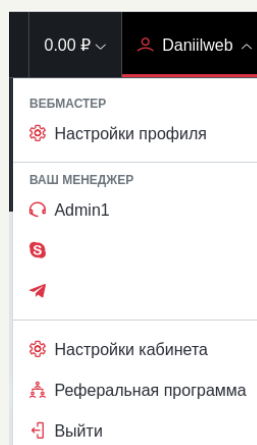 0.00 ₽ Daniilweb
ВЕБМАСТЕР
Настройки профиля
ВАШ МЕНЕДЖЕР
Admin1
Настройки кабинета
Реферальная программа
Выйти